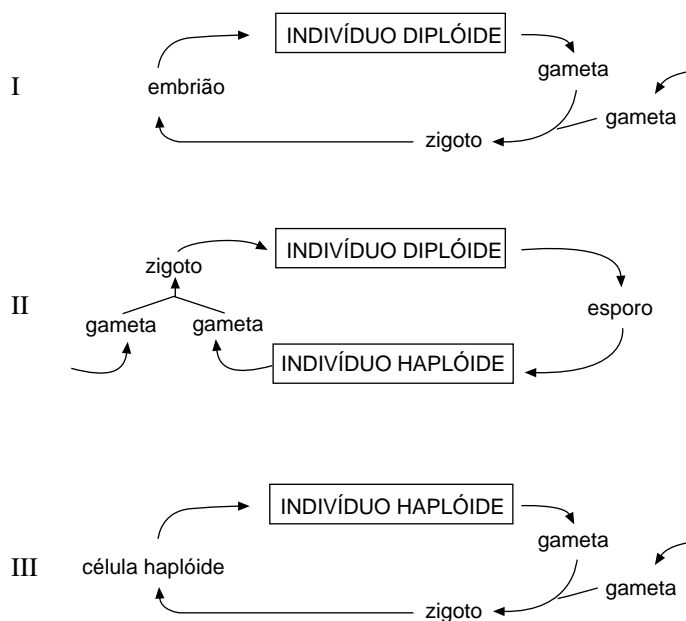 INDIVÍDUO DIPLÓIDE
gameta
I
embrião
gameta
zigoto
INDIVÍDUO DIPLÓIDE
zigoto
II
gameta
gameta
esporo
INDIVÍDUO HAPLÓIDE
INDIVÍDUO HAPLÓIDE
gameta
III
célula haplóide
gameta
zigoto